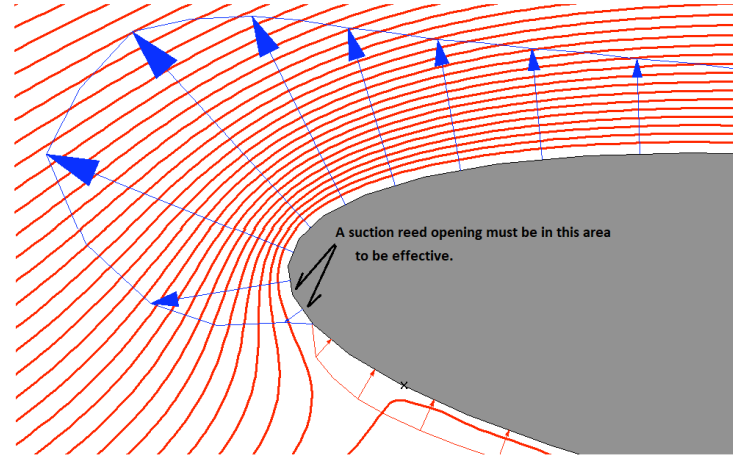 A suction reed opening must be in this area
to be effective.
x